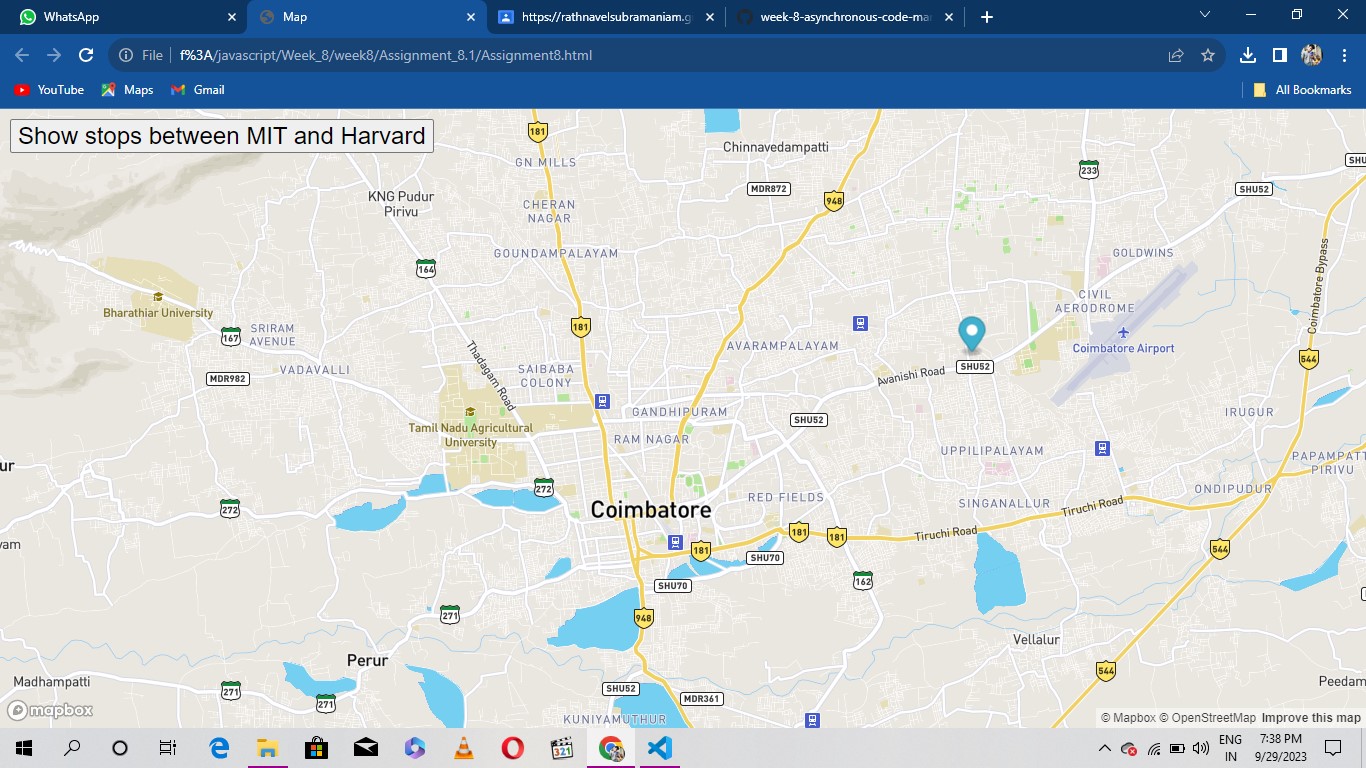 WhatsApp
Map
https://rathnavelsubramaniam.g
week-8-asynchronous-code-mar
File
f%3A/javascript/Week_8/week8/Assignment_8.1/Assignment8.html
YouTube
Maps
Gmail
All Bookmarks
Show stops between MIT and Harvard
181
GN MILLS
Chinnavedampatti
SHU
233
MDR872
SHU52
KNG Pudur
Pirivu
CHERAN
NAGAR
948
GOUNDAMPALAYAM
GOLDWINS
164
Coimbatore Bypass
Bharathiar University
CIVIL
AERODROME
167
SRIRAM
AVENUE
181
AVARAMPALAYAM
Coimbatore Airport
544
VADAVALLI
MDR982
Thadagam Road
SAIBABA
COLONY
Avanishi Road
SHU52
GANDHIPURAM
SHU52
IRUGUR
Tamil Nadu Agricultural
University
RAM NAGAR
UPPILIPALAYAM
PAPAMPATT
PIRIVU
ur
272
272
Coimbatore
RED FIELDS
SINGANALLUR
ONDIPUDUR
Tiruchi Road
Tiruchi Road
181
181
181
yam
544
SHU70
SHU70
162
271
948
Vellalur
Perur
544
Madhampatti
271
271
SHU52
MDR361
Peedam
KUNIYAMUTHUR
mapbox
© Mapbox © OpenStreetMap Improve this map
321
ENG
IN
7:38 PM
9/29/2023